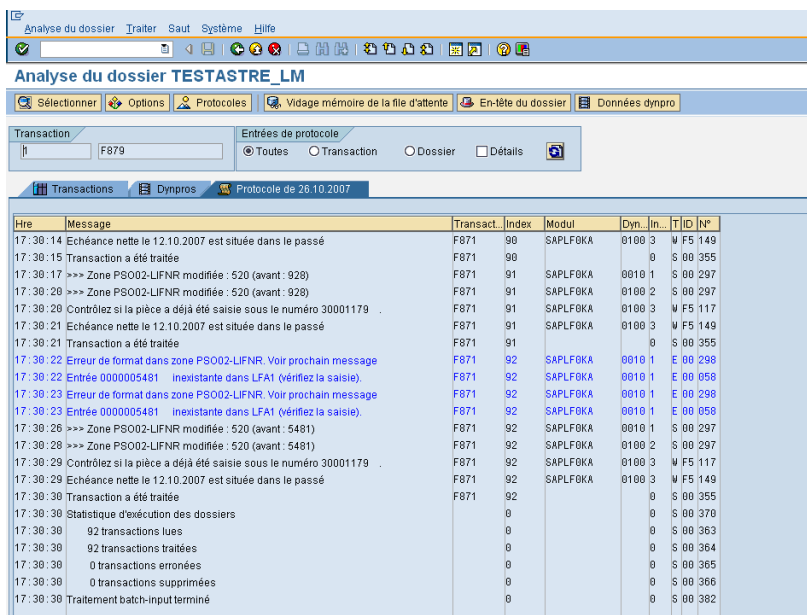 Analyse du dossier Traiter Saut Système Hilfe
Analyse du dossier TESTASTRE_LM
Sélectionner Options Protocoles Vidage mémoire de la file d'attente En-tête du dossier Données dynpro
Transaction Entrées de protocole
1 F879 Toutes Transaction Dossier Détails
Transactions Dynpros Protocole de 26.10.2007
Hre Message Transact... Index Modul Dyn... In... T ID N°
17:30:14 Echéance nette le 12.10.2007 est située dans le passé F871 90 SAPLF0KA 0100 3 W F5 149
17:30:15 Transaction a été traitée F871 90 0 S 00 355
17:30:17 >>> Zone PSO02-LIFNR modifiée : 520 (avant : 928) F871 91 SAPLF0KA 0010 1 S 00 297
17:30:20 >>> Zone PSO02-LIFNR modifiée : 520 (avant : 928) F871 91 SAPLF0KA 0100 2 S 00 297
17:30:20 Contrôlez si la pièce a déjà été saisie sous le numéro 30001179 . F871 91 SAPLF0KA 0100 3 W F5 117
17:30:21 Echéance nette le 12.10.2007 est située dans le passé F871 91 SAPLF0KA 0100 3 W F5 149
17:30:21 Transaction a été traitée F871 91 0 S 00 355
17:30:22 Erreur de format dans zone PSO02-LIFNR. Voir prochain message F871 92 SAPLF0KA 0010 1 E 00 298
17:30:22 Entrée 0000005481 inexistante dans LFA1 (vérifiez la saisie). F871 92 SAPLF0KA 0010 1 E 00 058
17:30:23 Erreur de format dans zone PSO02-LIFNR. Voir prochain message F871 92 SAPLF0KA 0010 1 E 00 298
17:30:23 Entrée 0000005481 inexistante dans LFA1 (vérifiez la saisie). F871 92 SAPLF0KA 0010 1 E 00 058
17:30:26 >>> Zone PSO02-LIFNR modifiée : 520 (avant : 5481) F871 92 SAPLF0KA 0010 1 S 00 297
17:30:28 >>> Zone PSO02-LIFNR modifiée : 520 (avant : 5481) F871 92 SAPLF0KA 0100 2 S 00 297
17:30:29 Contrôlez si la pièce a déjà été saisie sous le numéro 30001179 . F871 92 SAPLF0KA 0100 3 W F5 117
17:30:29 Echéance nette le 12.10.2007 est située dans le passé F871 92 SAPLF0KA 0100 3 W F5 149
17:30:30 Transaction a été traitée F871 92 0 S 00 355
17:30:30 Statistique d'exécution des dossiers 0 0 S 00 370
17:30:30 92 transactions lues 0 0 S 00 363
17:30:30 92 transactions traitées 0 0 S 00 364
17:30:30 0 transactions erronées 0 0 S 00 365
17:30:30 0 transactions supprimées 0 0 S 00 366
17:30:30 Traitement batch-input terminé 0 0 S 00 382